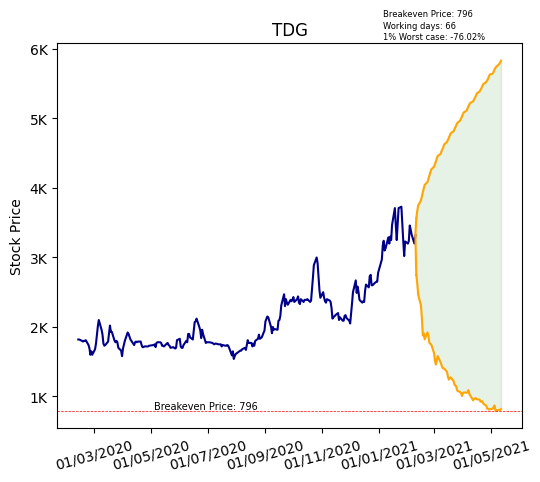 Breakeven Price: 796
Working days: 66
1% Worst case: -76.02%
TDG
6K
5K
4K
3K
2K
1K
Stock Price
Breakeven Price: 796
01/03/2020
01/05/2020
01/07/2020
01/09/2020
01/11/2020
01/01/2021
01/03/2021
01/05/2021